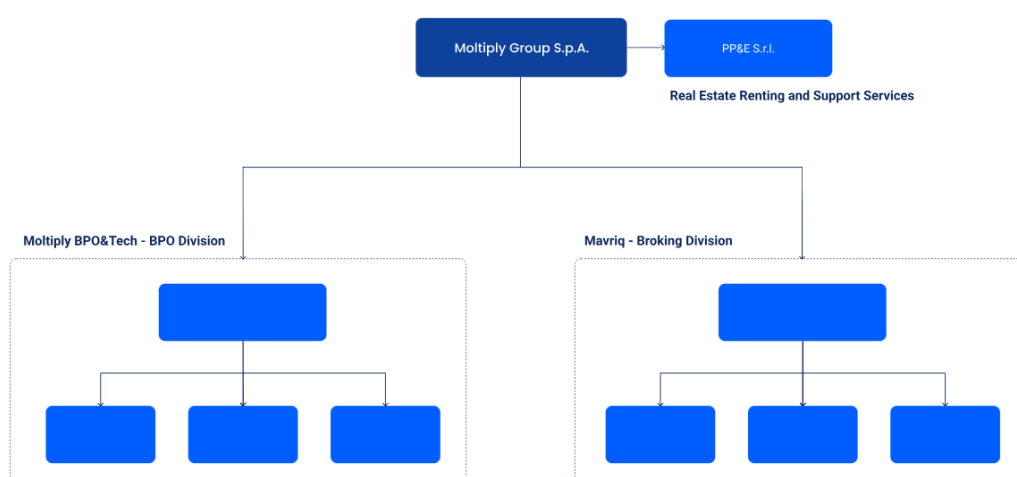 Moltiply Group S.p.A.
PP&E S.r.l.
Real Estate Renting and Support Services
Moltiply BPO&Tech - BPO Division
Mavriq - Broking Division